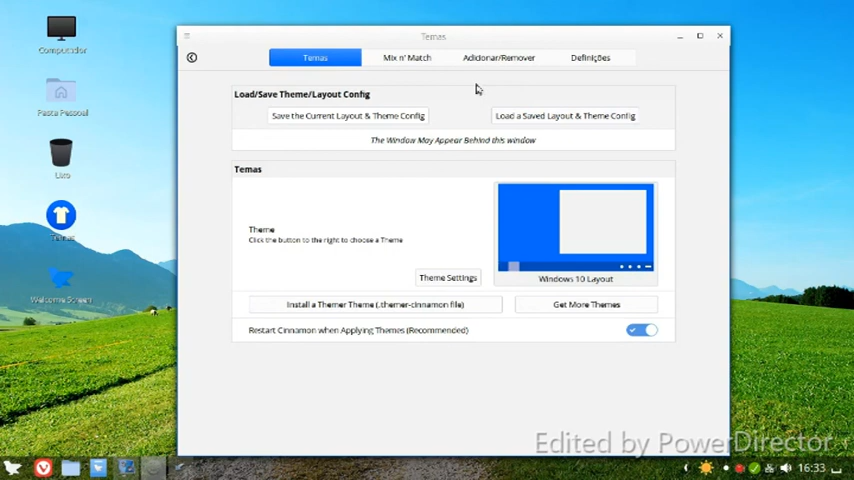 Temas
Computador
Temas
Mix n' Match
Adicionar/Remover
Definições
Load/Save Theme/Layout Config
Pasta Pessoal
Save the Current Layout & Theme Config
Load a Saved Layout & Theme Config
The Window May Appear Behind this window
Lixo
Temas
Theme
Click the button to the right to choose a Theme
Temas
Theme Settings
Windows 10 Layout
Welcome Screen
Install a Themer Theme (.themer-cinnamon file)
Get More Themes
Restart Cinnamon when Applying Themes (Recommended)
Edited by PowerDirector
16:33